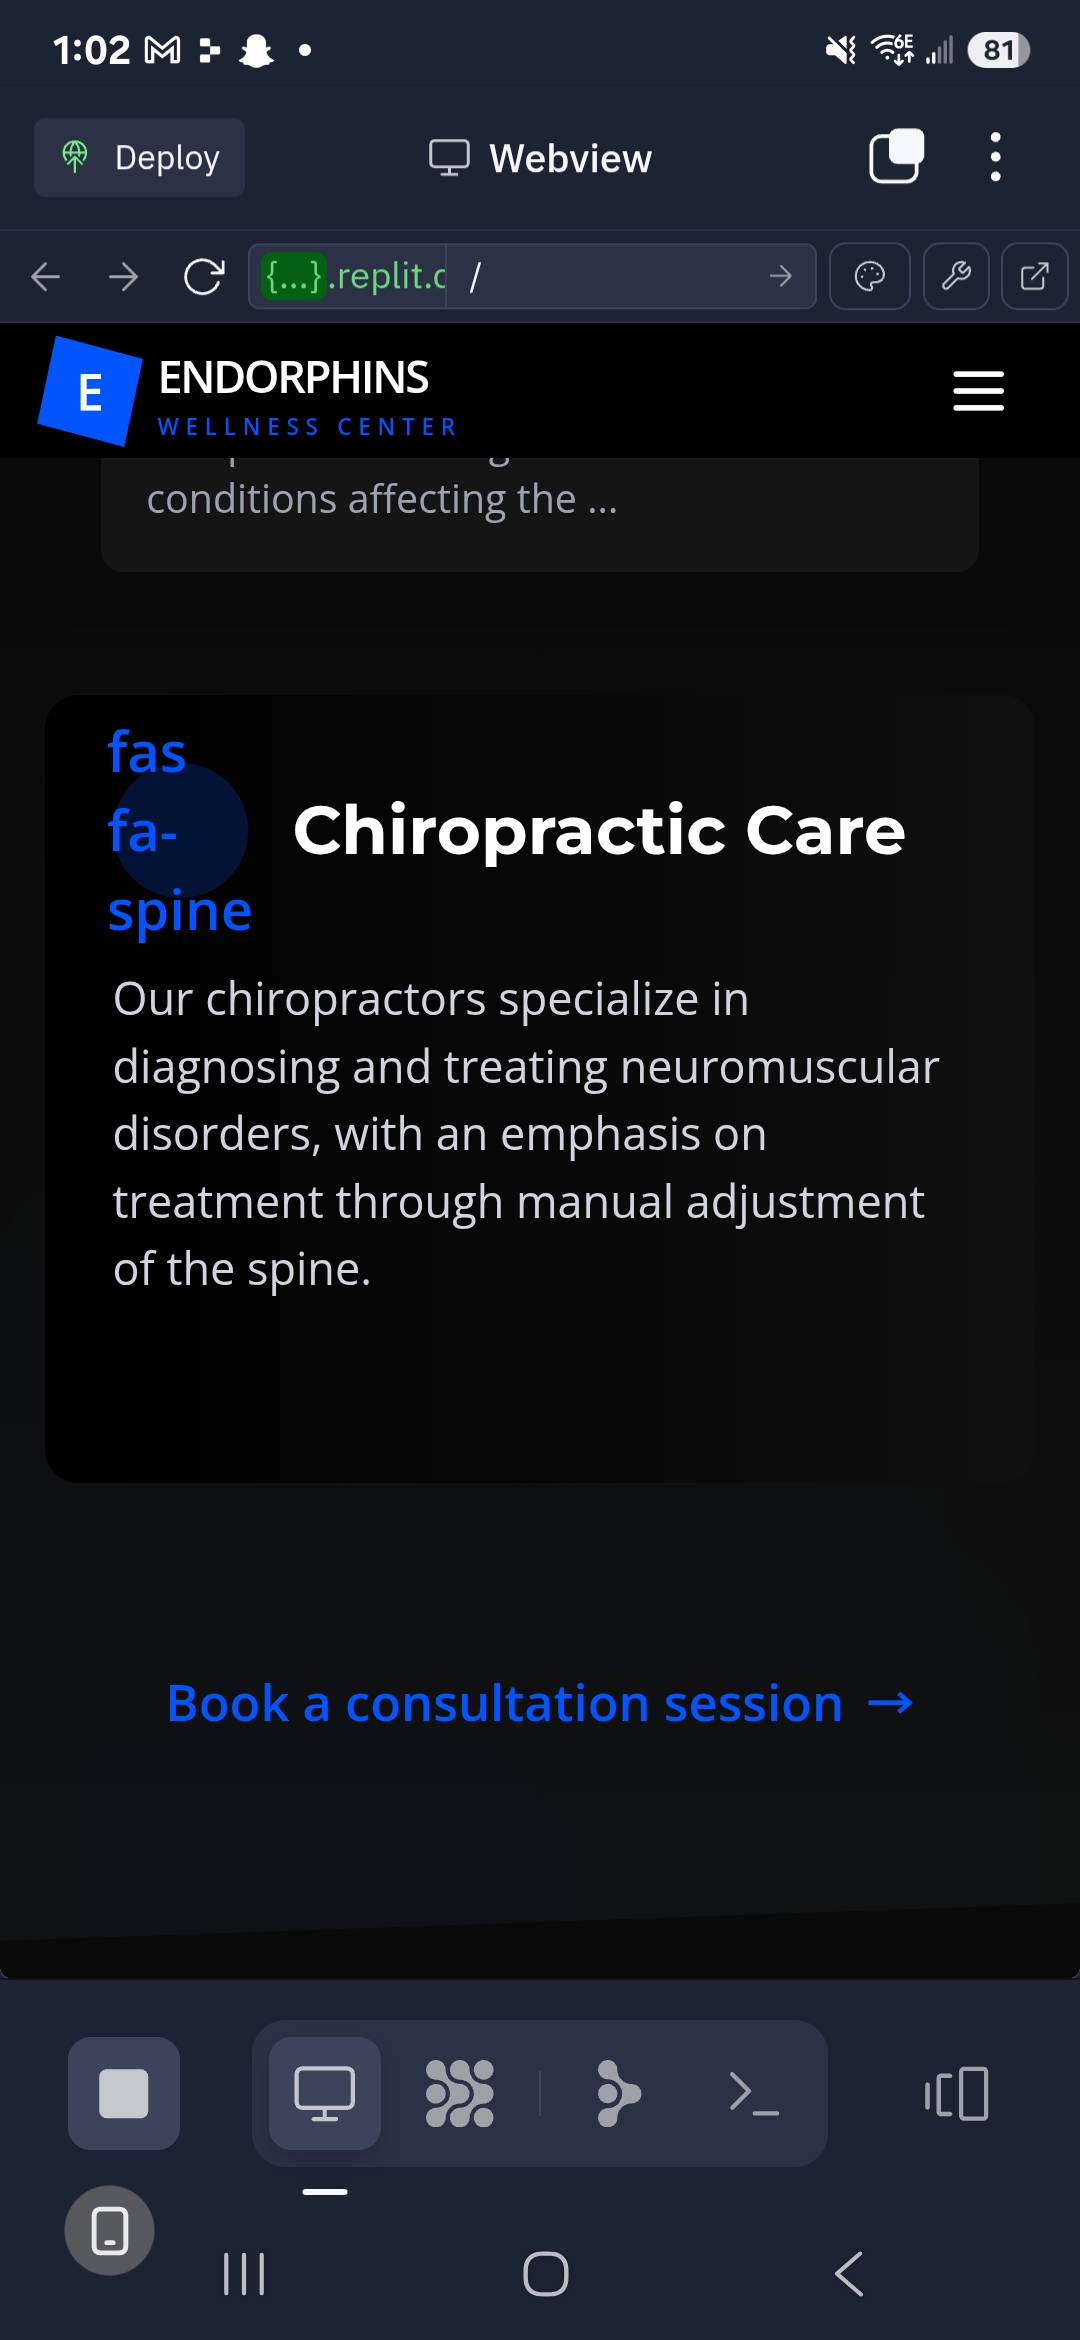 1:02
6E
81
Deploy
Webview
{...}.replit.c
/
E
ENDORPHINS
WELLNESS CENTER
conditions affecting the ...
fas
fa-
spine
Chiropractic Care
Our chiropractors specialize in
diagnosing and treating neuromuscular
disorders, with an emphasis on
treatment through manual adjustment
of the spine.
Book a consultation session →